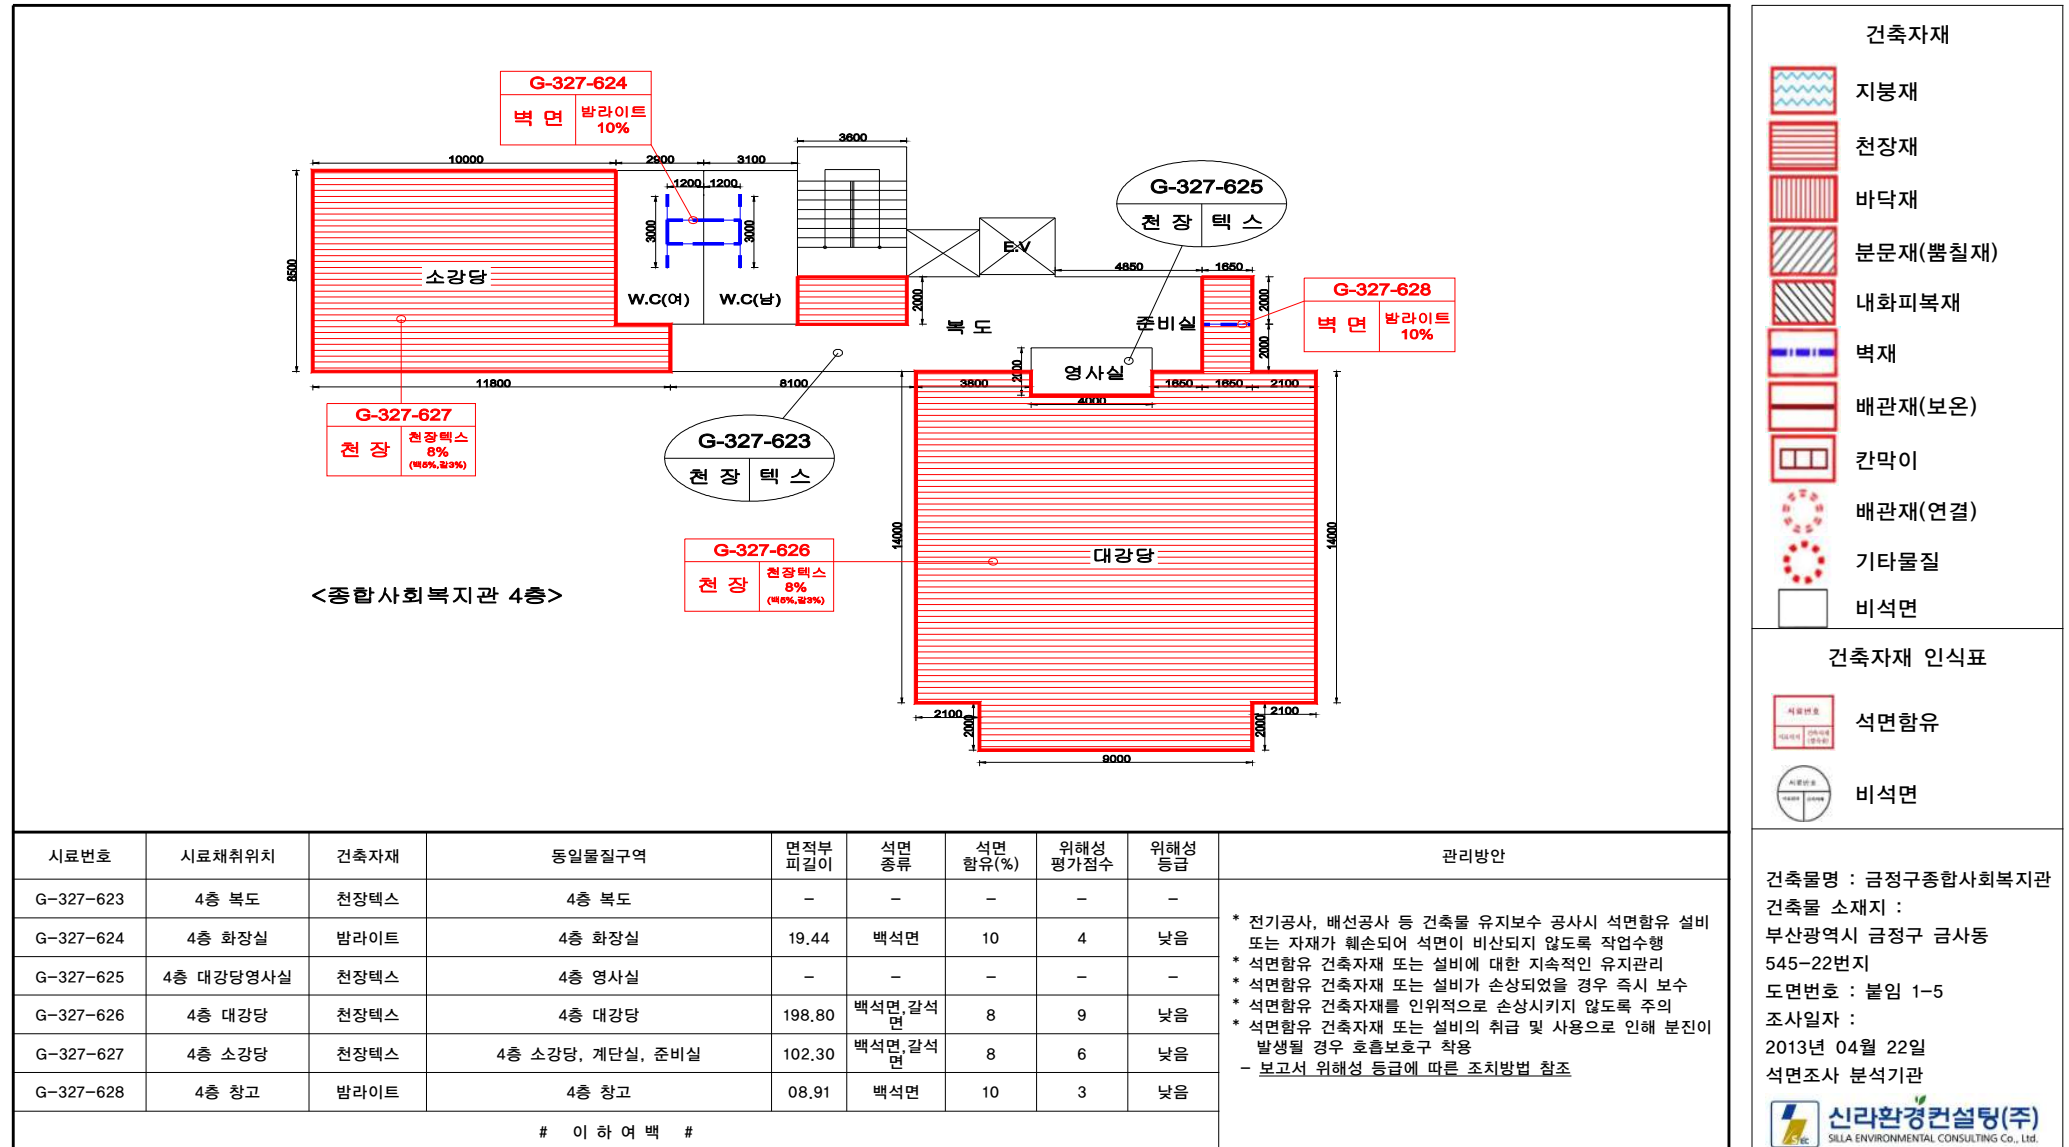 G-327-624
벽 면
밤라이트
10%
10000
2900
3100
3600
1200
1200
3000
3000
8500
소강당
W.C(여)
W.C(남)
E.V
2000
복 도
준비실
4850
1650
2000
2000
G-327-625
천 장
텍 스
G-327-628
벽 면
밤라이트
10%
영사실
2000
4000
11800
8100
3800
1650
1650
2100
G-327-627
천 장
천장텍스
8%
(백5%,갈3%)
G-327-623
천 장
텍 스
G-327-626
천 장
천장텍스
8%
(백5%,갈3%)
14000
14000
대강당
<종합사회복지관 4층>
2100
2000
2000
2100
9000
시료번호 시료채취위치 건축자재 동일물질구역 면적부피길이 석면종류 석면함유(%) 위해성평가점수 위해성등급 관리방안
G-327-623 4층 복도 천장텍스 4층 복도 - - - - -
G-327-624 4층 화장실 밤라이트 4층 화장실 19.44 백석면 10 4 낮음
G-327-625 4층 대강당영사실 천장텍스 4층 영사실 - - - - -
G-327-626 4층 대강당 천장텍스 4층 대강당 198.80 백석면,갈석면 8 9 낮음
G-327-627 4층 소강당 천장텍스 4층 소강당, 계단실, 준비실 102.30 백석면,갈석면 8 6 낮음
G-327-628 4층 창고 밤라이트 4층 창고 08.91 백석면 10 3 낮음
# 이 하 여 백 #
* 전기공사, 배선공사 등 건축물 유지보수 공사시 석면함유 설비
또는 자재가 훼손되어 석면이 비산되지 않도록 작업수행
* 석면함유 건축자재 또는 설비에 대한 지속적인 유지관리
* 석면함유 건축자재 또는 설비가 손상되었을 경우 즉시 보수
* 석면함유 건축자재를 인위적으로 손상시키지 않도록 주의
* 석면함유 건축자재 또는 설비의 취급 및 사용으로 인해 분진이
발생될 경우 호흡보호구 착용
- 보고서 위해성 등급에 따른 조치방법 참조
건축자재
지붕재
천장재
바닥재
분문재(뿜칠재)
내화피복재
벽재
배관재(보온)
칸막이
배관재(연결)
기타물질
비석면
건축자재 인식표
시료번호
석면함유
시료번호
비석면
건축물명 : 금정구종합사회복지관
건축물 소재지 :
부산광역시 금정구 금사동
545-22번지
도면번호 : 붙임 1-5
조사일자 :
2013년 04월 22일
석면조사 분석기관
신라환경컨설팅(주)
SILLA ENVIRONMENTAL CONSULTING Co., Ltd.